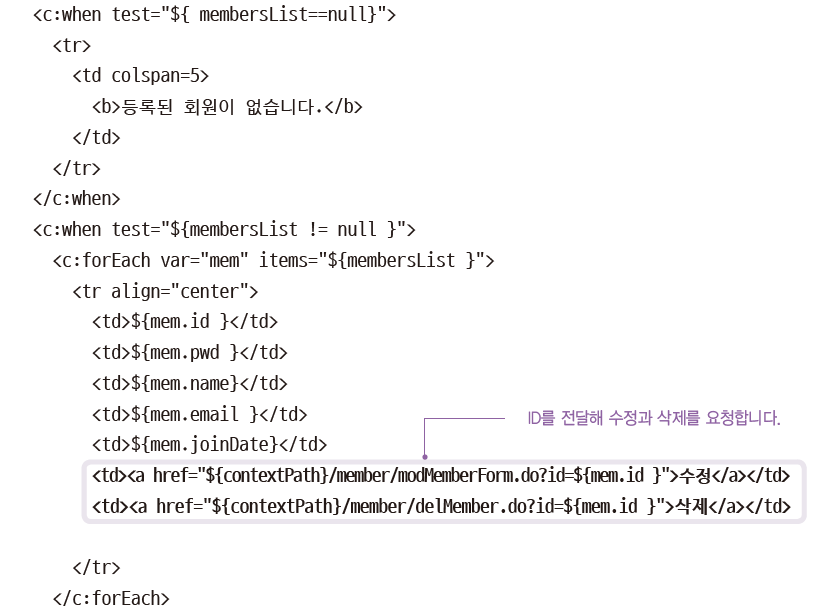 <c:when test="${ membersList==null}">
<tr>
<td colspan=5>
<b>등록된 회원이 없습니다.</b>
</td>
</tr>
</c:when>
<c:when test="${membersList != null }">
<c:forEach var="mem" items="${membersList }">
<tr align="center">
<td>${mem.id }</td>
<td>${mem.pwd }</td>
<td>${mem.name}</td>
<td>${mem.email }</td>
ID를 전달해 수정과 삭제를 요청합니다.
<td>${mem.joinDate}</td>
<td><a href="${contextPath}/member/modMemberForm.do?id=${mem.id }">수정</a></td>
<td><a href="${contextPath}/member/delMember.do?id=${mem.id }">삭제</a></td>
</tr>
</c:forEach>